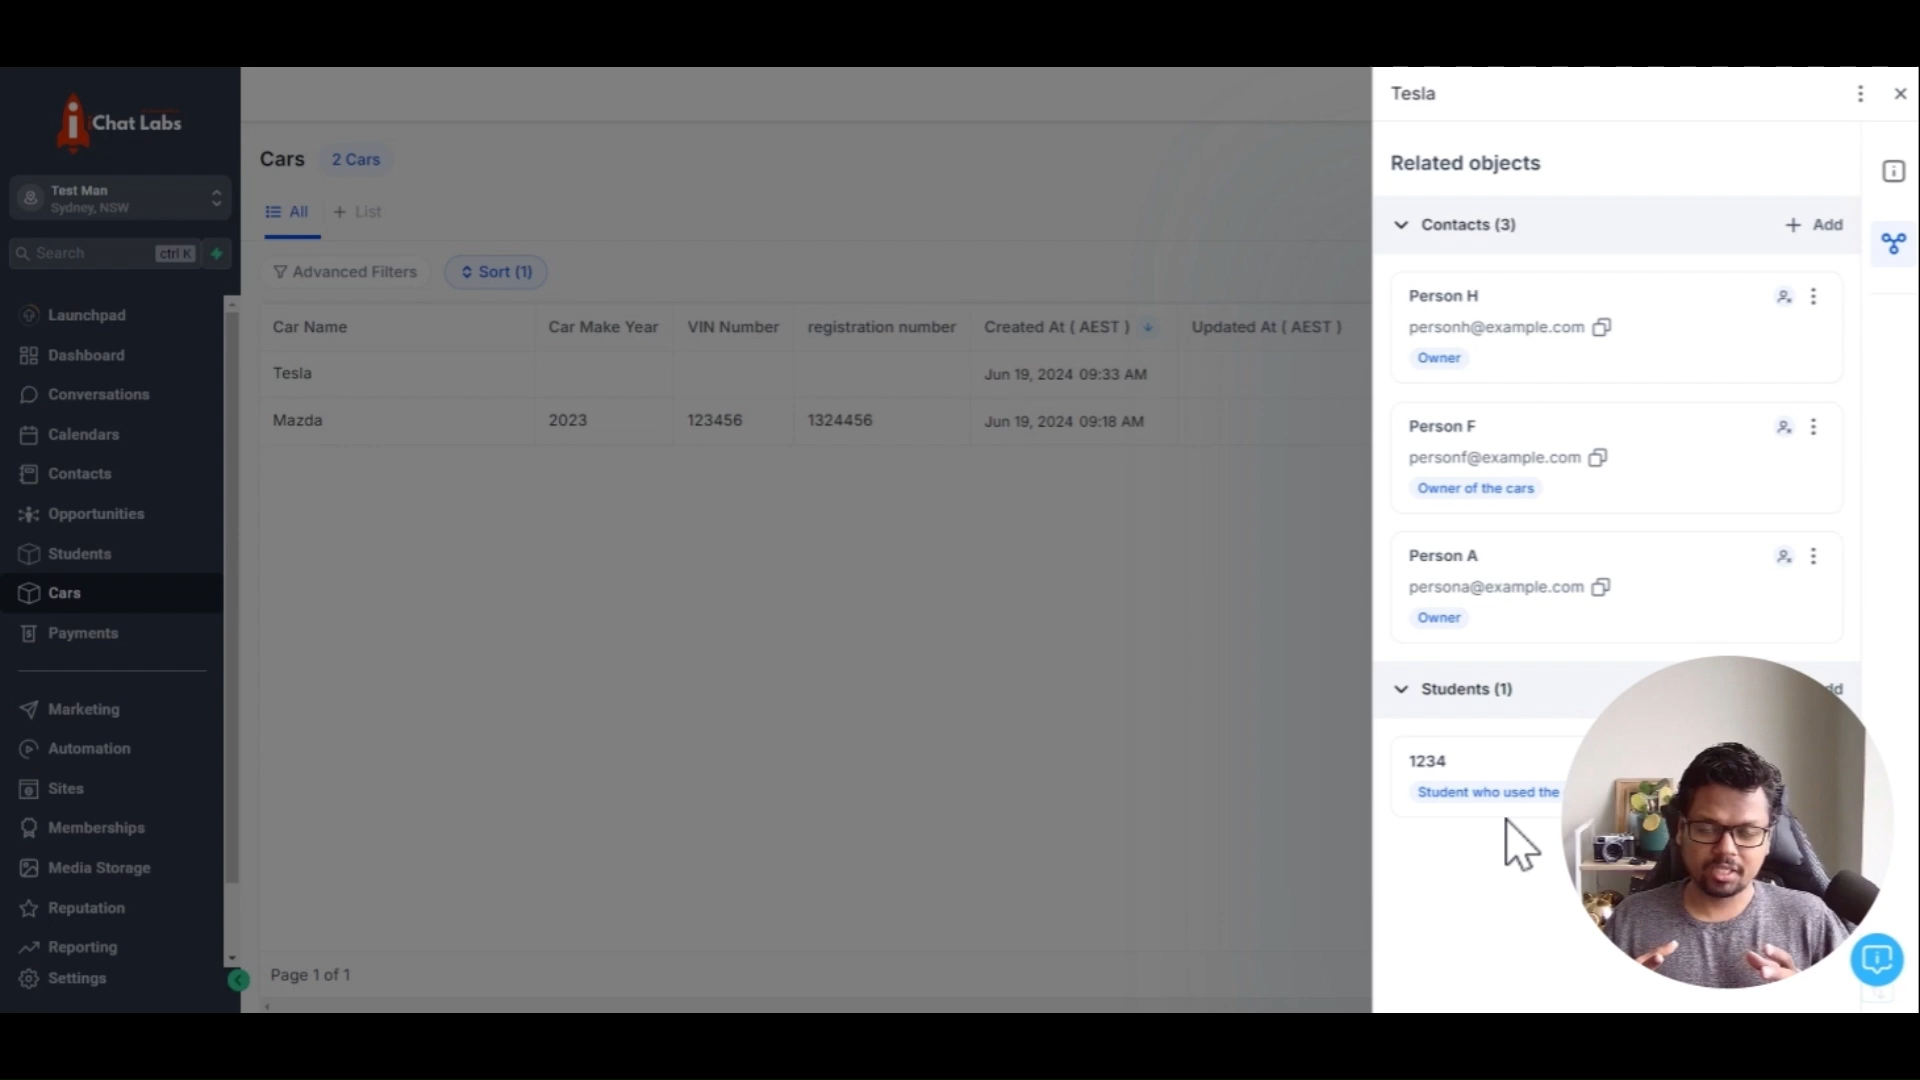 Chat Labs
Test Man
Sydney, NSW
Search
ctrl K
Launchpad
Dashboard
Conversations
Calendars
Contacts
Opportunities
Students
Cars
Payments
Marketing
Automation
Sites
Memberships
Media Storage
Reputation
Reporting
Settings
Cars
2 Cars
All
+ List
Advanced Filters
Sort (1)
Car Name Car Make Year VIN Number registration number Created At ( AEST ) Updated At ( AEST )
Tesla Jun 19, 2024 09:33 AM
Mazda 2023 123456 1324456 Jun 19, 2024 09:18 AM
Page 1 of 1
Tesla
Related objects
Contacts (3)
+ Add
Person H
personh@example.com
Owner
Person F
personf@example.com
Owner of the cars
Person A
persona@example.com
Owner
Students (1)
1234
Student who used the